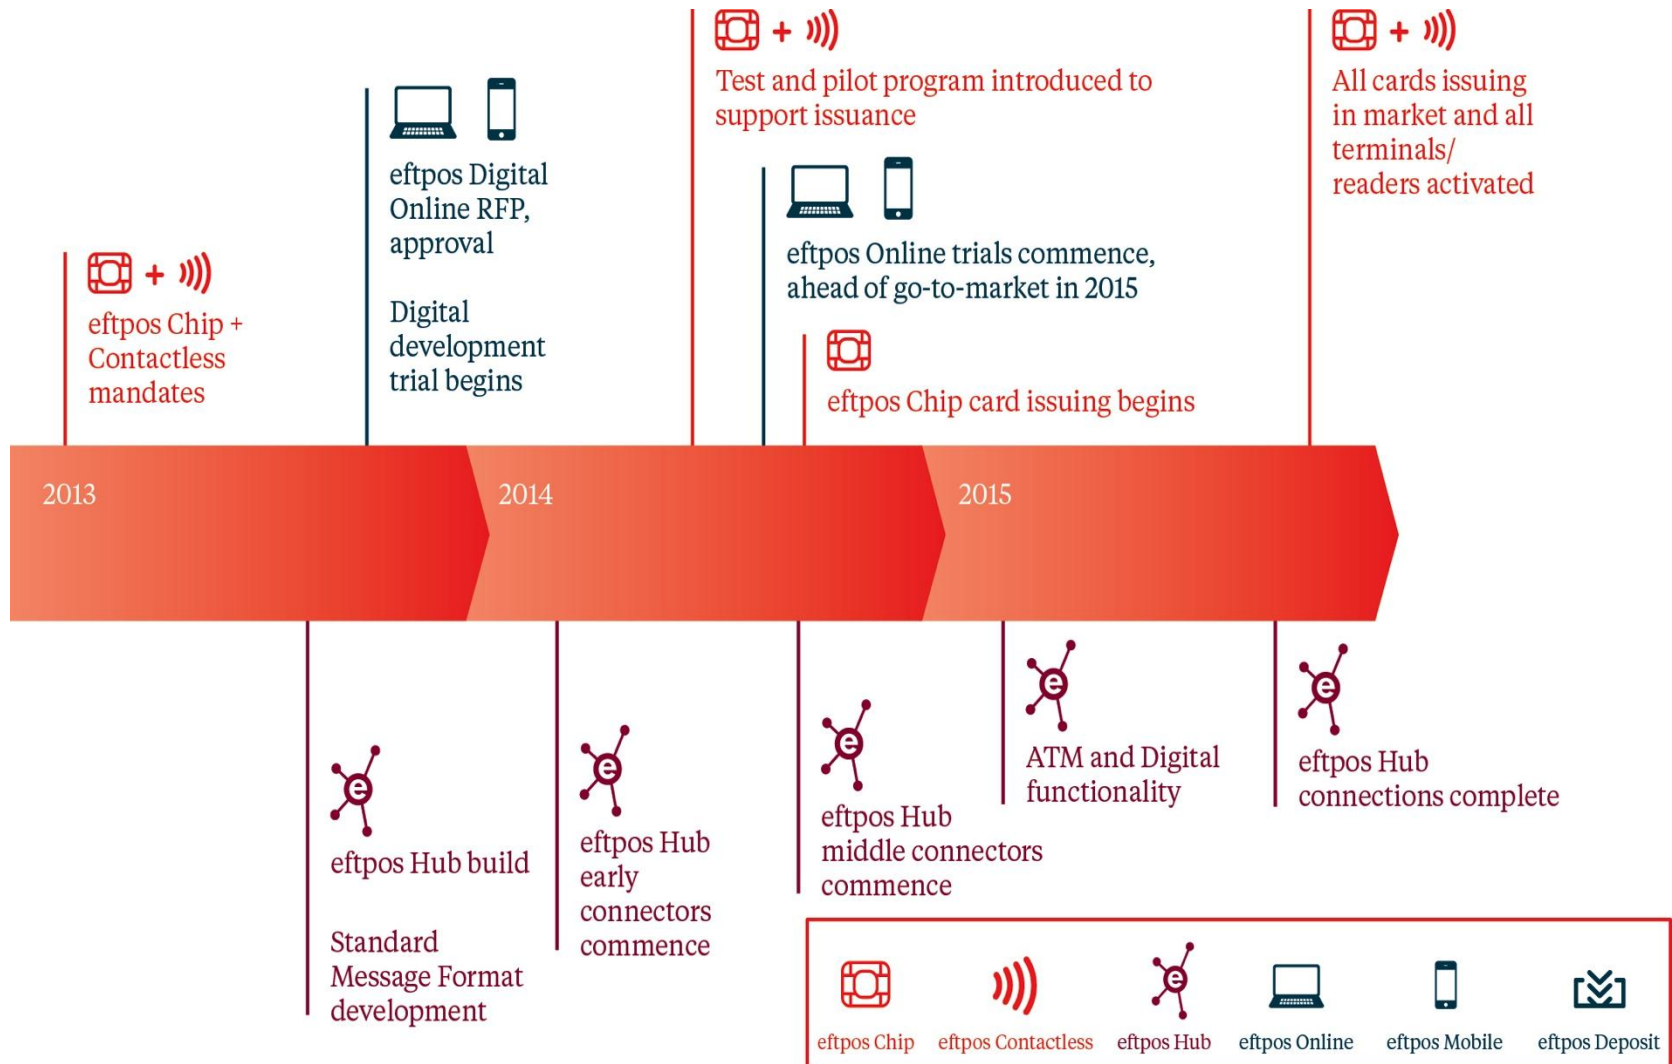 Test and pilot program introduced to
support issuance
All cards issuing
in market and all
terminals/
readers activated
eftpos Digital
Online RFP,
approval
Digital
development
trial begins
eftpos Online trials commence,
ahead of go-to-market in 2015
eftpos Chip +
Contactless
mandates
eftpos Chip card issuing begins
2013
2014
2015
eftpos Hub build
Standard
Message Format
development
eftpos Hub
early
connectors
commence
eftpos Hub
middle connectors
commence
ATM and Digital
functionality
eftpos Hub
connections complete
eftpos Chip
eftpos Contactless
eftpos Hub
eftpos Online
eftpos Mobile
eftpos Deposit